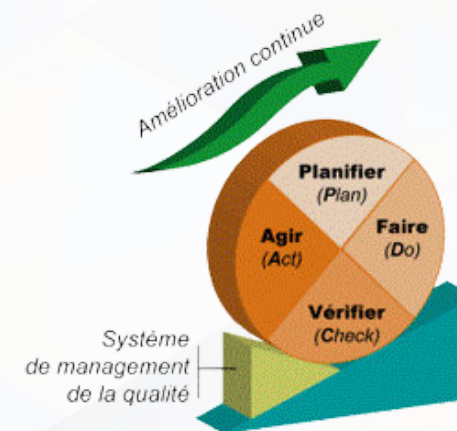 Amélioration continue
Planifier
(Plan)
Faire
(Do)
Agir
(Act)
Vérifier
(Check)
Système
de management
de la qualité